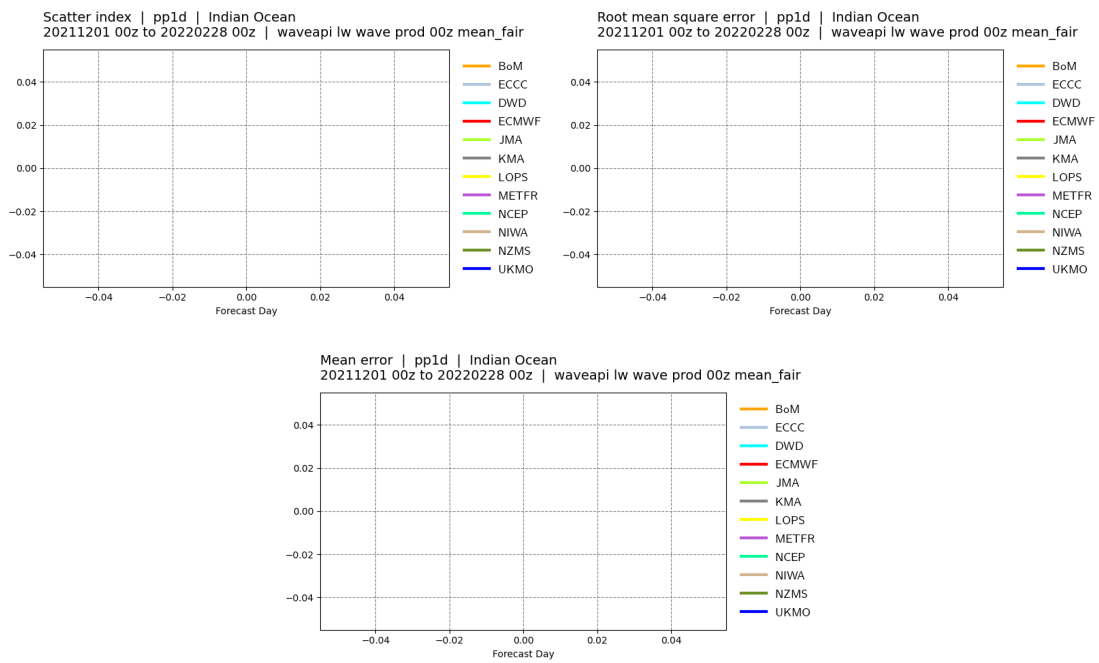 Scatter index | pp1d | Indian Ocean
20211201 00z to 20220228 00z | waveapi lw wave prod 00z mean_fair
0.04
0.02
0.00
−0.02
−0.04
−0.04
−0.02
0.00
0.02
0.04
Forecast Day
BoM
ECCC
DWD
ECMWF
JMA
KMA
LOPS
METFR
NCEP
NIWA
NZMS
UKMO
Root mean square error | pp1d | Indian Ocean
20211201 00z to 20220228 00z | waveapi lw wave prod 00z mean_fair
0.04
0.02
0.00
−0.02
−0.04
−0.04
−0.02
0.00
0.02
0.04
Forecast Day
BoM
ECCC
DWD
ECMWF
JMA
KMA
LOPS
METFR
NCEP
NIWA
NZMS
UKMO
Mean error | pp1d | Indian Ocean
20211201 00z to 20220228 00z | waveapi lw wave prod 00z mean_fair
0.04
0.02
0.00
−0.02
−0.04
−0.04
−0.02
0.00
0.02
0.04
Forecast Day
BoM
ECCC
DWD
ECMWF
JMA
KMA
LOPS
METFR
NCEP
NIWA
NZMS
UKMO